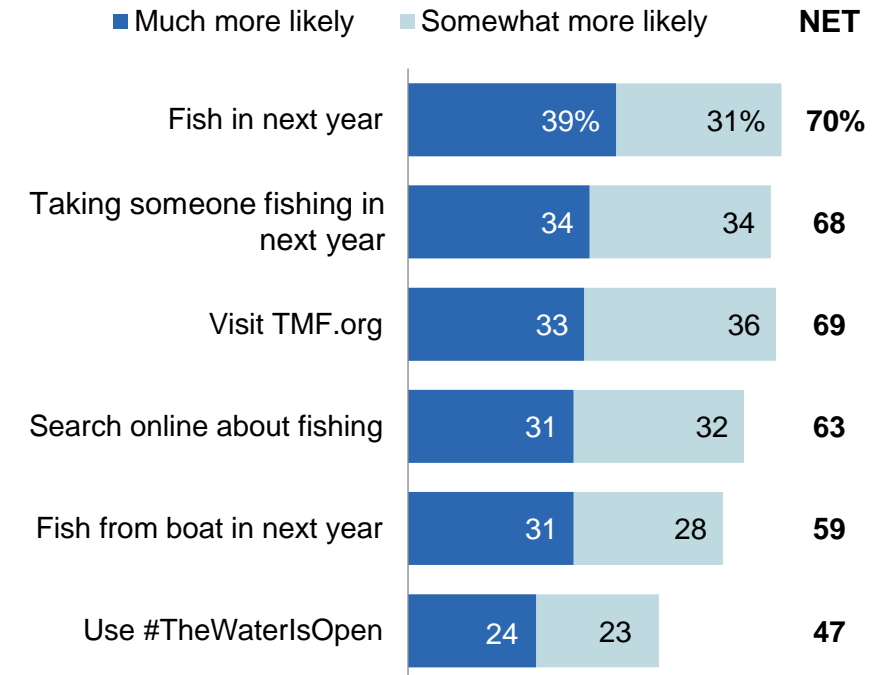 Much more likely Somewhat more likely NET
Fish in next year 39% 31% 70%
Taking someone fishing in
next year 34 34 68
Visit TMF.org 33 36 69
Search online about fishing 31 32 63
Fish from boat in next year 31 28 59
Use #TheWaterIsOpen 24 23 47